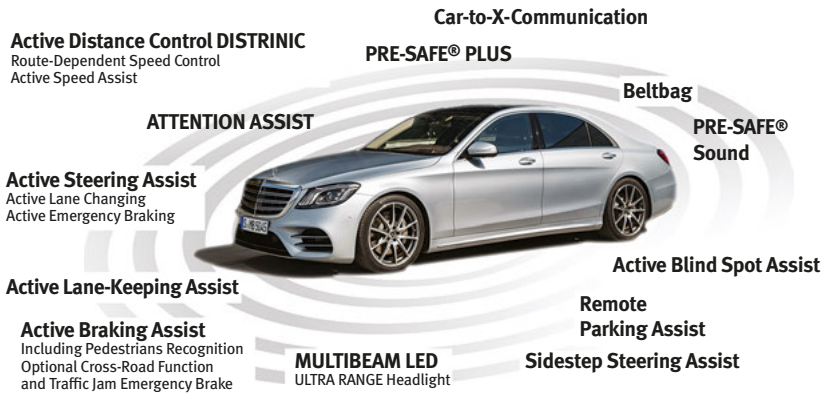 Car-to-X-Communication
Active Distance Control DISTRINIC
Route-Dependent Speed Control
Active Speed Assist
PRE-SAFE® PLUS
Beltbag
ATTENTION ASSIST
PRE-SAFE®
Sound
Active Steering Assist
Active Lane Changing
Active Emergency Braking
Active Blind Spot Assist
Active Lane-Keeping Assist
Remote
Parking Assist
Active Braking Assist
Including Pedestrians Recognition
Optional Cross-Road Function
and Traffic Jam Emergency Brake
MULTIBEAM LED
ULTRA RANGE Headlight
Sidestep Steering Assist